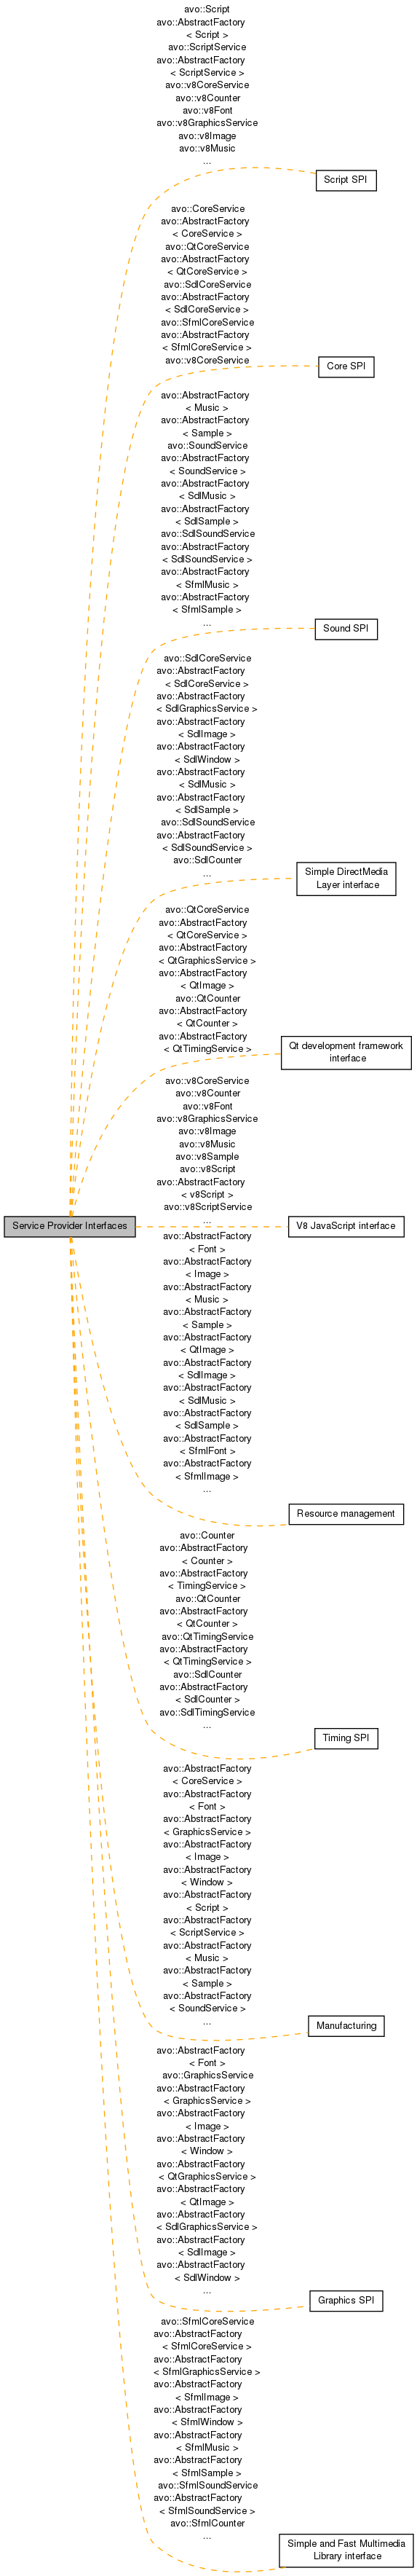 avo::Script
avo::AbstractFactory
< Script >
avo::ScriptService
avo::AbstractFactory
< ScriptService >
avo::v8CoreService
avo::v8Counter
avo::v8Font
avo::v8GraphicsService
avo::v8Image
avo::v8Music
...
Script SPI
avo::CoreService
avo::AbstractFactory
< CoreService >
avo::QtCoreService
avo::AbstractFactory
< QtCoreService >
avo::SdlCoreService
avo::AbstractFactory
< SdlCoreService >
avo::SfmlCoreService
avo::AbstractFactory
< SfmlCoreService >
avo::v8CoreService
Core SPI
avo::AbstractFactory
< Music >
avo::AbstractFactory
< Sample >
avo::SoundService
avo::AbstractFactory
< SoundService >
avo::AbstractFactory
< SdlMusic >
avo::AbstractFactory
< SdlSample >
avo::SdlSoundService
avo::AbstractFactory
< SdlSoundService >
avo::AbstractFactory
< SfmlMusic >
avo::AbstractFactory
< SfmlSample >
...
Sound SPI
avo::SdlCoreService
avo::AbstractFactory
< SdlCoreService >
avo::AbstractFactory
< SdlGraphicsService >
avo::AbstractFactory
< SdlImage >
avo::AbstractFactory
< SdlWindow >
avo::AbstractFactory
< SdlMusic >
avo::AbstractFactory
< SdlSample >
avo::SdlSoundService
avo::AbstractFactory
< SdlSoundService >
avo::SdlCounter
...
Simple DirectMedia
Layer interface
avo::QtCoreService
avo::AbstractFactory
< QtCoreService >
avo::AbstractFactory
< QtGraphicsService >
avo::AbstractFactory
< QtImage >
avo::QtCounter
avo::AbstractFactory
< QtCounter >
avo::AbstractFactory
< QtTimingService >
Qt development framework
interface
avo::v8CoreService
avo::v8Counter
avo::v8Font
avo::v8GraphicsService
avo::v8Image
avo::v8Music
avo::v8Sample
avo::v8Script
avo::AbstractFactory
< v8Script >
avo::v8ScriptService
...
Service Provider Interfaces
V8 JavaScript interface
avo::AbstractFactory
< Font >
avo::AbstractFactory
< Image >
avo::AbstractFactory
< Music >
avo::AbstractFactory
< Sample >
avo::AbstractFactory
< QtImage >
avo::AbstractFactory
< SdlImage >
avo::AbstractFactory
< SdlMusic >
avo::AbstractFactory
< SdlSample >
avo::AbstractFactory
< SfmlFont >
avo::AbstractFactory
< SfmlImage >
...
Resource management
avo::Counter
avo::AbstractFactory
< Counter >
avo::AbstractFactory
< TimingService >
avo::QtCounter
avo::AbstractFactory
< QtCounter >
avo::QtTimingService
avo::AbstractFactory
< QtTimingService >
avo::SdlCounter
avo::AbstractFactory
< SdlCounter >
avo::SdlTimingService
...
Timing SPI
avo::AbstractFactory
< CoreService >
avo::AbstractFactory
< Font >
avo::AbstractFactory
< GraphicsService >
avo::AbstractFactory
< Image >
avo::AbstractFactory
< Window >
avo::AbstractFactory
< Script >
avo::AbstractFactory
< ScriptService >
avo::AbstractFactory
< Music >
avo::AbstractFactory
< Sample >
avo::AbstractFactory
< SoundService >
...
Manufacturing
avo::AbstractFactory
< Font >
avo::GraphicsService
avo::AbstractFactory
< GraphicsService >
avo::AbstractFactory
< Image >
avo::AbstractFactory
< Window >
avo::AbstractFactory
< QtGraphicsService >
avo::AbstractFactory
< QtImage >
avo::AbstractFactory
< SdlGraphicsService >
avo::AbstractFactory
< SdlImage >
avo::AbstractFactory
< SdlWindow >
...
Graphics SPI
avo::SfmlCoreService
avo::AbstractFactory
< SfmlCoreService >
avo::AbstractFactory
< SfmlGraphicsService >
avo::AbstractFactory
< SfmlImage >
avo::AbstractFactory
< SfmlWindow >
avo::AbstractFactory
< SfmlMusic >
avo::AbstractFactory
< SfmlSample >
avo::SfmlSoundService
avo::AbstractFactory
< SfmlSoundService >
avo::SfmlCounter
...
Simple and Fast Multimedia
Library interface